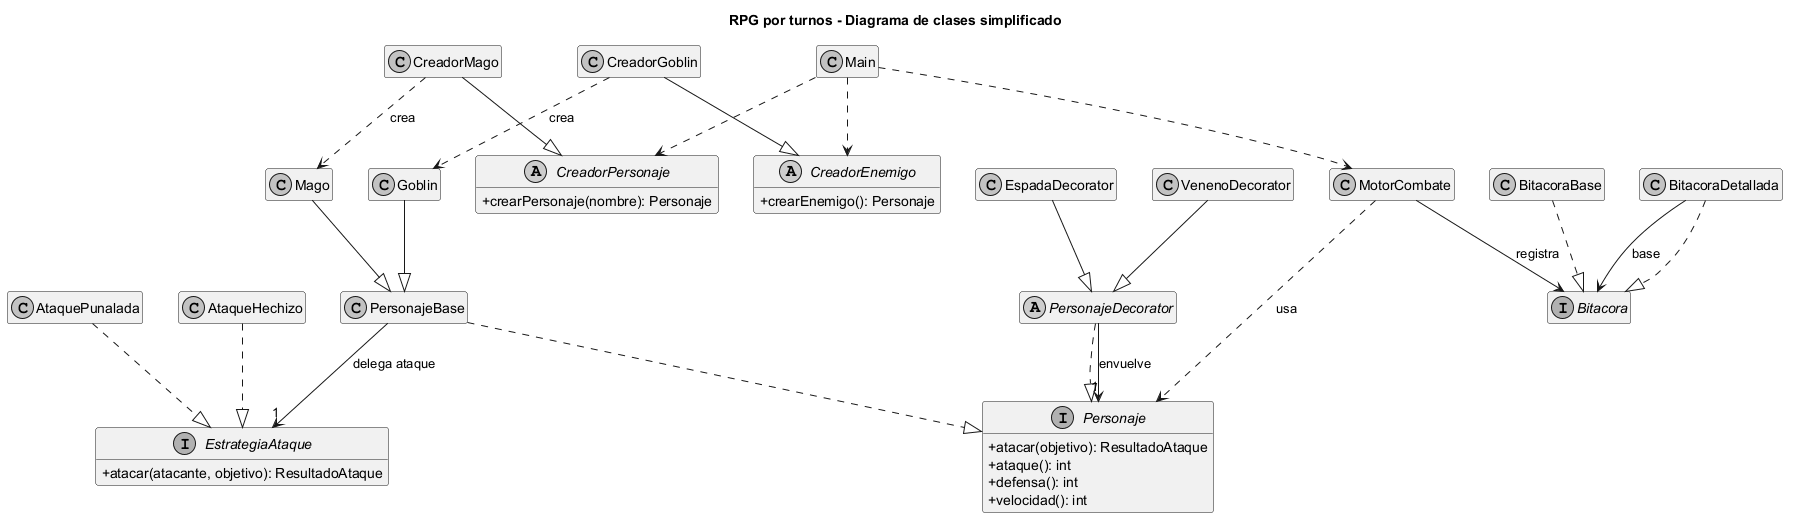 RPG por turnos - Diagrama de clases simplificado
C CreadorMago
C CreadorGoblin
C Main
crea
crea
C Mago
C Goblin
A CreadorPersonaje
+crearPersonaje(nombre): Personaje
A CreadorEnemigo
+crearEnemigo(): Personaje
C EspadaDecorator
C VenenoDecorator
C MotorCombate
C BitacoraBase
C BitacoraDetallada
registra
base
C AtaquePunalada
C AtaqueHechizo
C PersonajeBase
A PersonajeDecorator
I Bitacora
usa
delega ataque
envuelve
1
1
I EstrategiaAtaque
+atacar(atacante, objetivo): ResultadoAtaque
I Personaje
+atacar(objetivo): ResultadoAtaque
+ataque(): int
+defensa(): int
+velocidad(): int